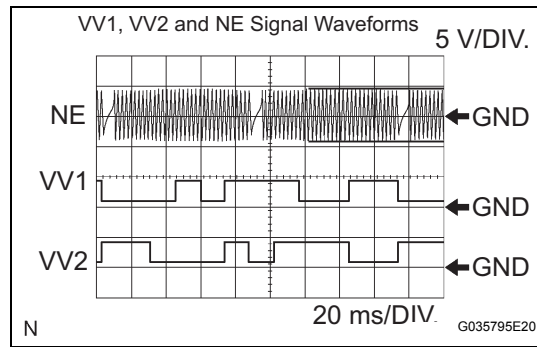 VV1, VV2 and NE Signal Waveforms
5 V/DIV.
NE
GND
VV1
GND
VV2
GND
20 ms/DIV.
N
G035795E20